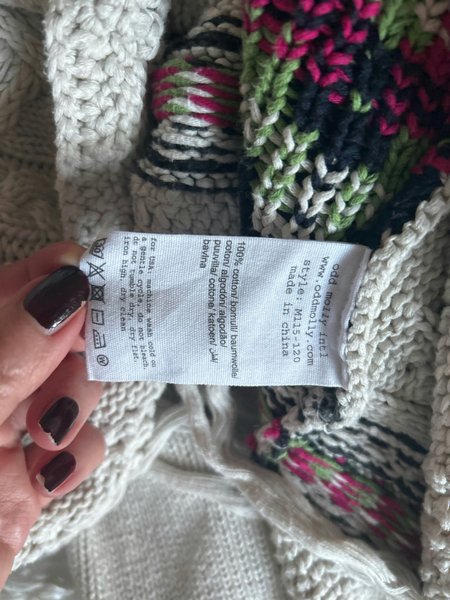 odd molly intl
www.oddmolly.com
style: M115-120
made in china
100% cotton/ bomull/ baumwolle/
coton/ algodón/ algodão/
puuvilla/ cotone/ katoen/ قطن/
bavlna
for USA: machine wash cold on
a gentle cycle, do not bleach,
do not tumble dry, dry flat,
iron high, dry clean